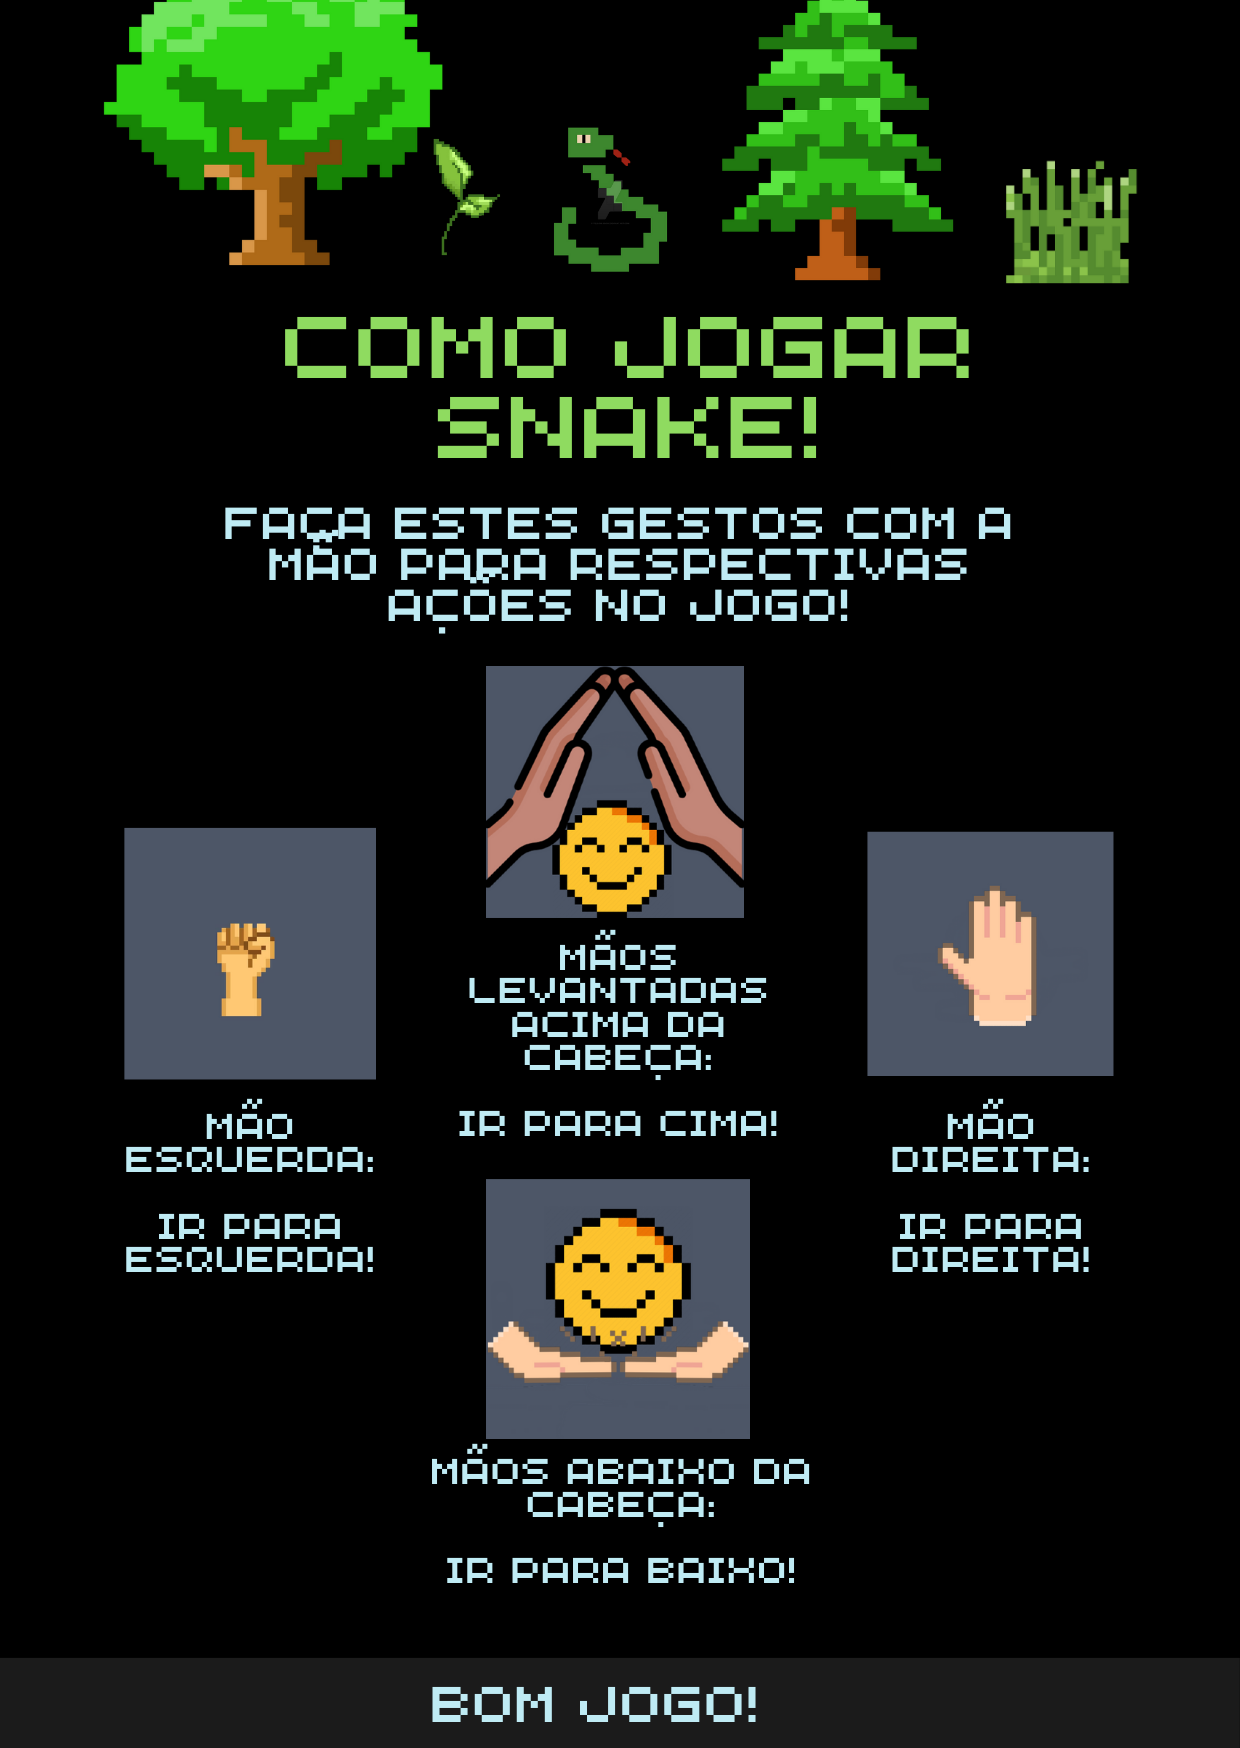 COMO JOGAR
SNAKE!
FAÇA ESTES GESTOS COM A
MÃO PARA RESPECTIVAS
AÇÕES NO JOGO!
MÃOS
LEVANTADAS
ACIMA DA
CABEÇA:
IR PARA CIMA!
MÃO
ESQUERDA:
IR PARA
ESQUERDA!
MÃO
DIREITA:
IR PARA
DIREITA!
MÃOS ABAIXO DA
CABEÇA:
IR PARA BAIXO!
BOM JOGO!